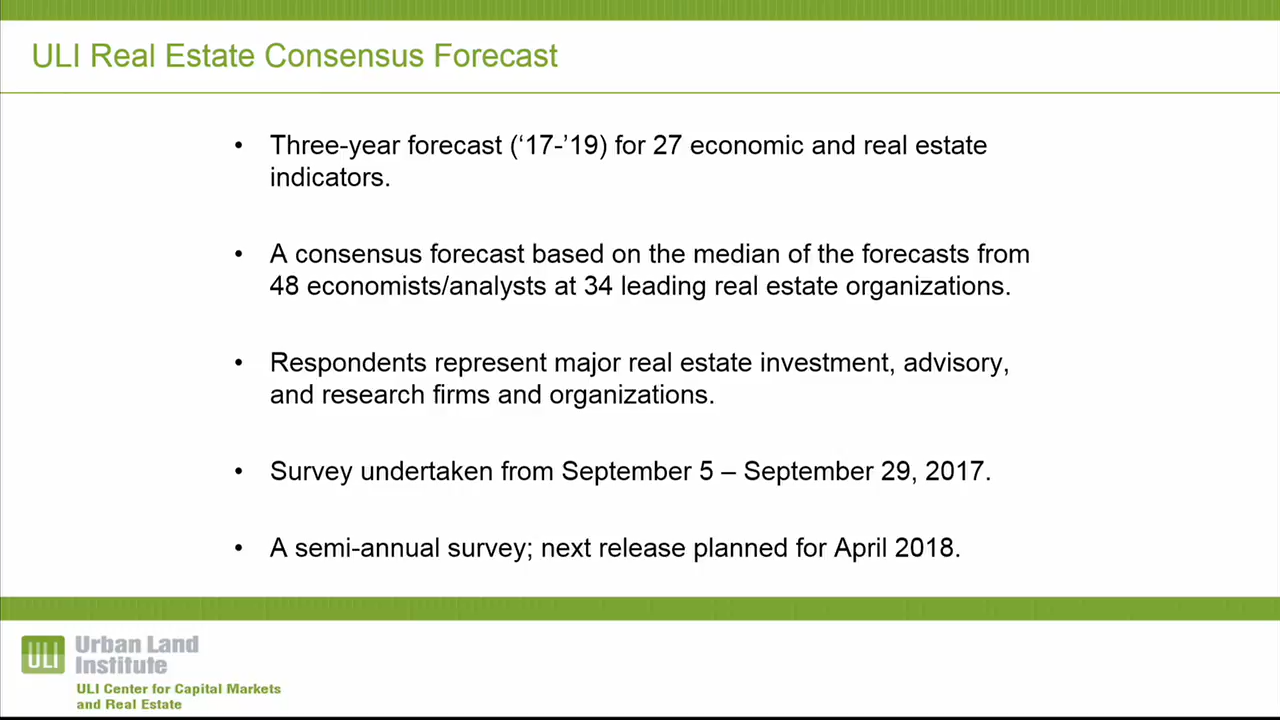 ULI Real Estate Consensus Forecast
• Three-year forecast (‘17-’19) for 27 economic and real estate
indicators.
• A consensus forecast based on the median of the forecasts from
48 economists/analysts at 34 leading real estate organizations.
• Respondents represent major real estate investment, advisory,
and research firms and organizations.
• Survey undertaken from September 5 – September 29, 2017.
• A semi-annual survey; next release planned for April 2018.
ULI
Urban Land
Institute
ULI Center for Capital Markets
and Real Estate